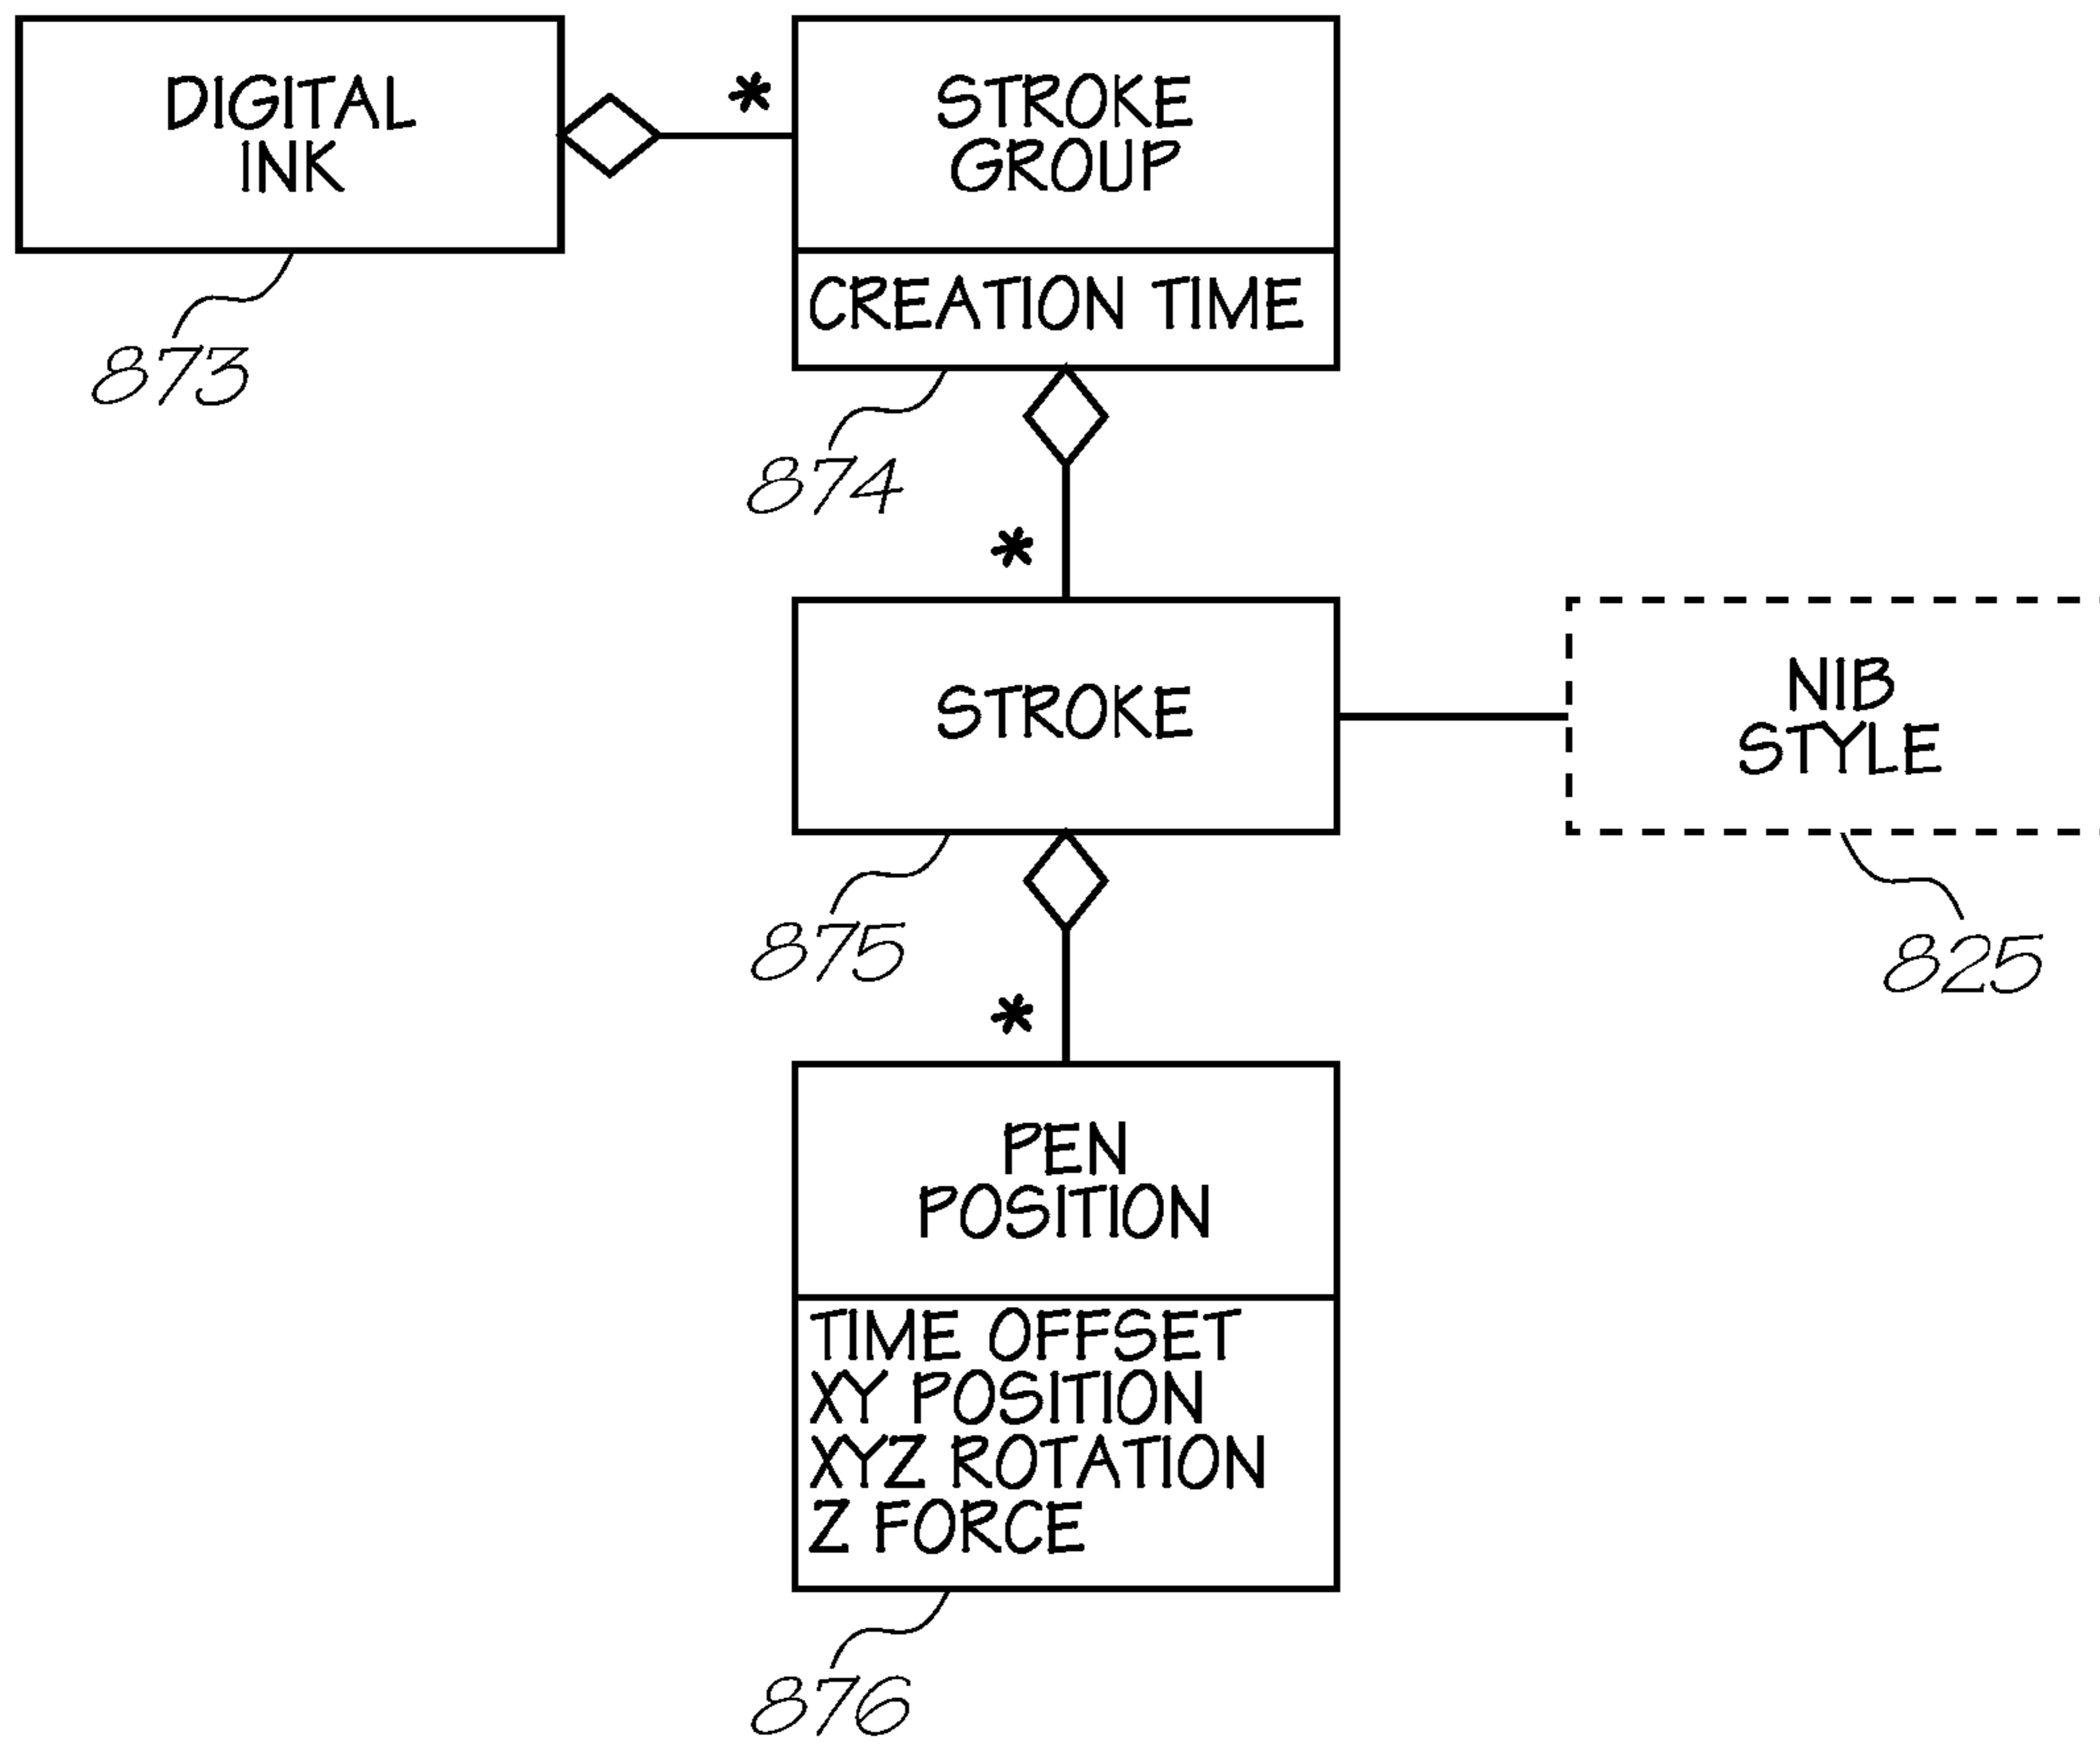 DIGITAL
INK
*
STROKE
GROUP
CREATION TIME
873
874
*
STROKE
NIB
STYLE
875
825
*
PEN
POSITION
TIME OFFSET
XY POSITION
XYZ ROTATION
Z FORCE
876